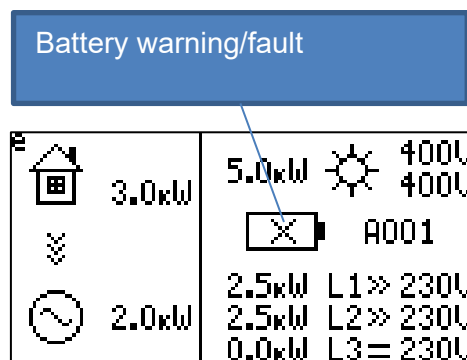 Battery warning/fault
e
3.0kW
2.0kW
5.0kW 400V
400V
A001
2.5kW L1» 230V
2.5kW L2» 230V
0.0kW L3= 230V